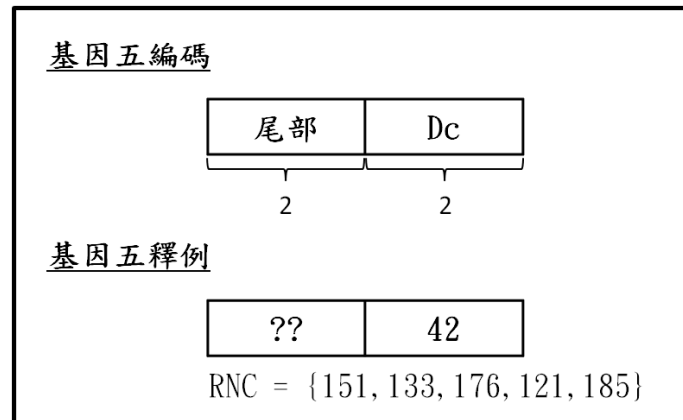 基因五編碼
尾部 Dc
2 2
基因五釋例
?? 42
RNC = {151, 133, 176, 121, 185}